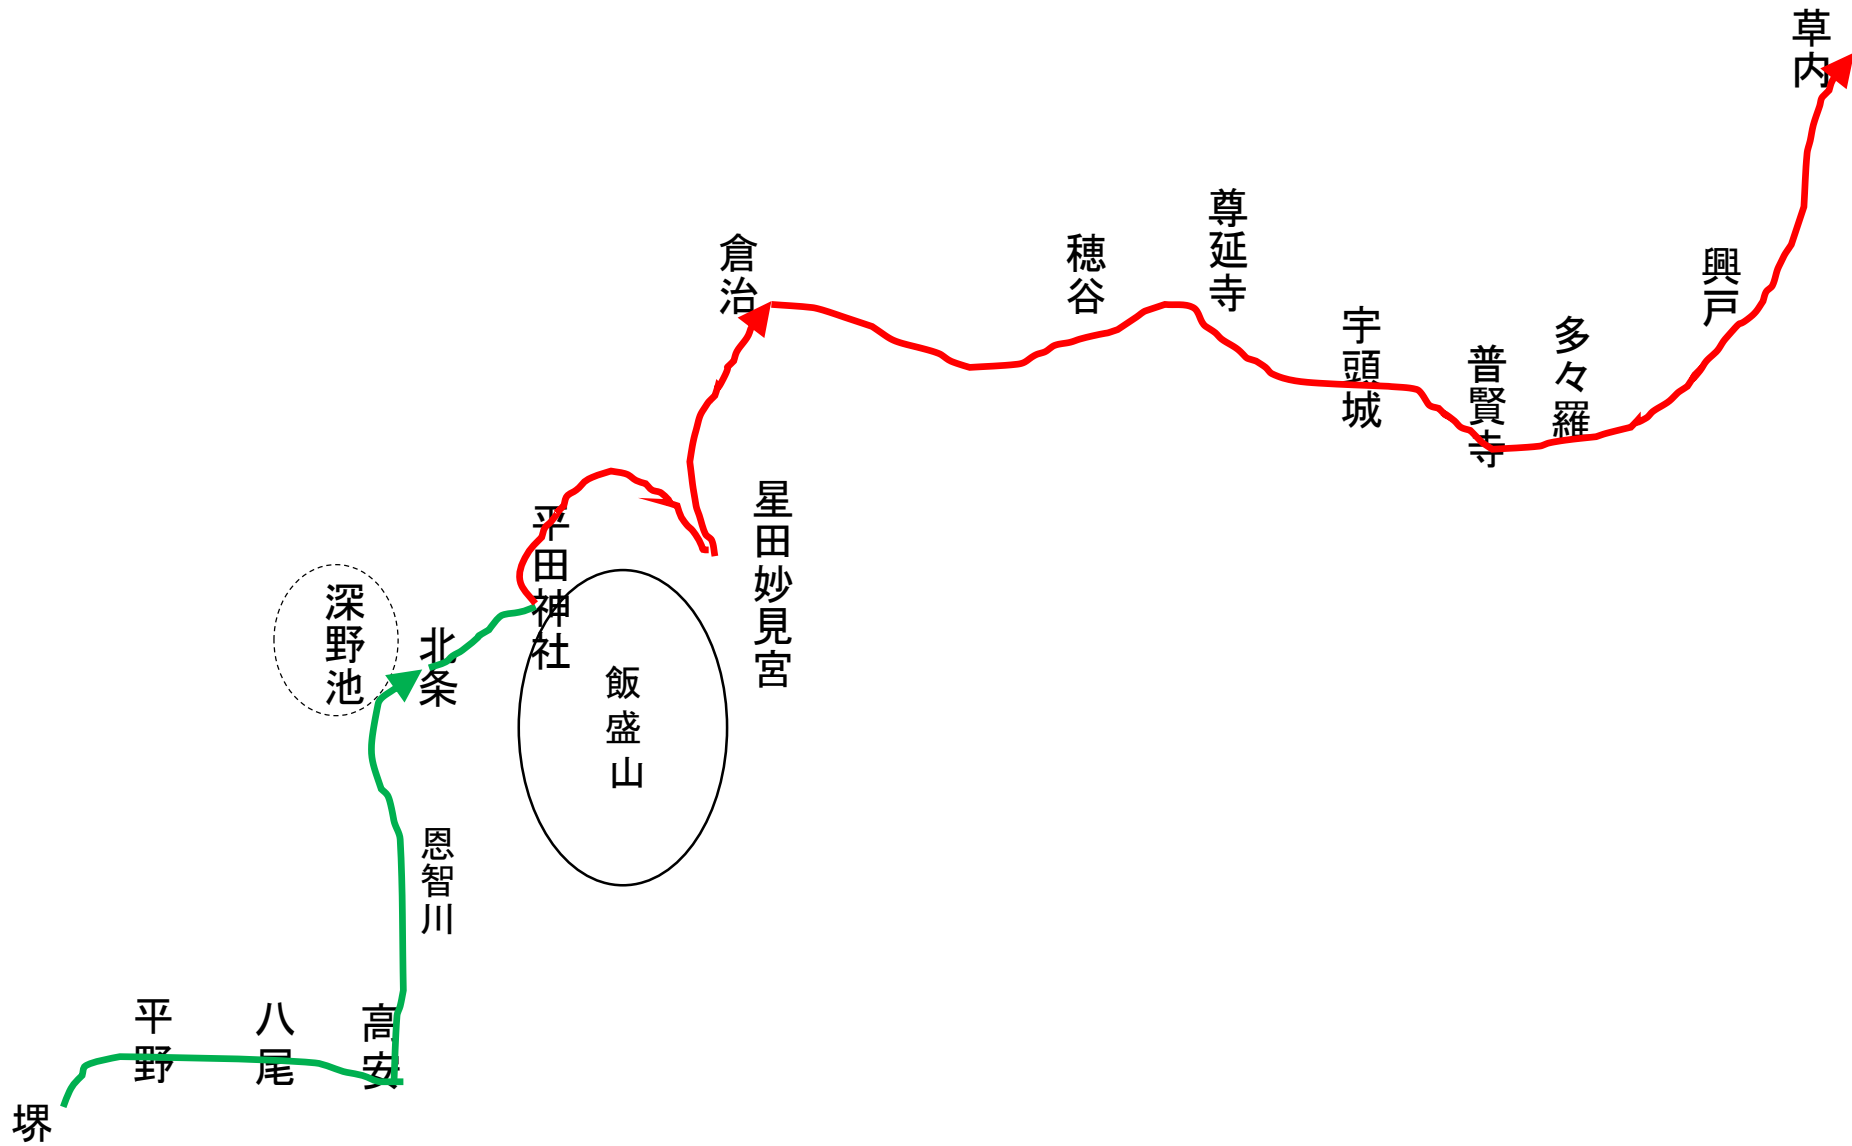 草内
尊延寺
倉治
穂谷
興戸
宇頭城
多々羅
普賢寺
星田妙見宮
平田神社
深野池
北条
飯盛山
恩智川
平野
八尾
高安
堺